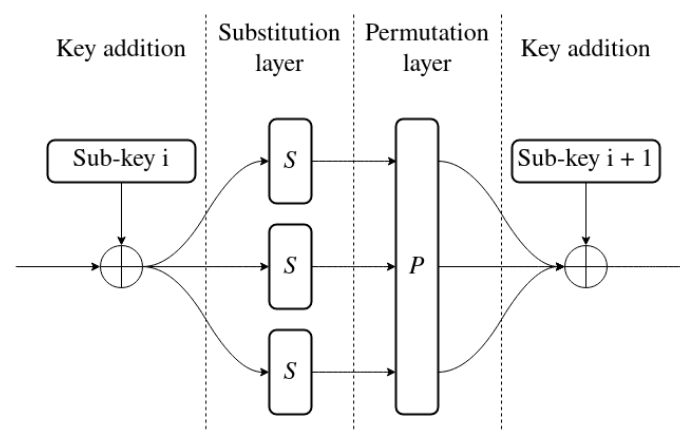 Key addition
Substitution
layer
Permutation
layer
Key addition
Sub-key i
Sub-key i + 1
S
S
P
S